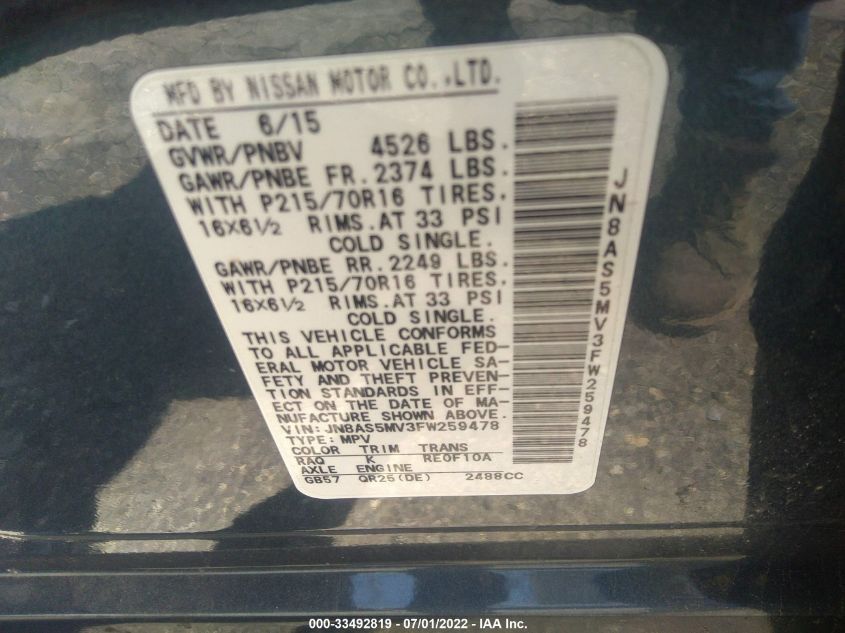 MFD BY NISSAN MOTOR CO.,LTD.
DATE 6/15
GVWR/PNBV 4526 LBS.
GAWR/PNBE FR. 2374 LBS.
WITH P215/70R16 TIRES.
16X6½ RIMS.AT 33 PSI
COLD SINGLE.
GAWR/PNBE RR. 2249 LBS.
WITH P215/70R16 TIRES.
16X6½ RIMS.AT 33 PSI
COLD SINGLE.
THIS VEHICLE CONFORMS
TO ALL APPLICABLE FED-
ERAL MOTOR VEHICLE SA-
FETY AND THEFT PREVEN-
TION STANDARDS IN EFF-
ECT ON THE DATE OF MA-
NUFACTURE SHOWN ABOVE.
VIN: JN8AS5MV3FW259478
TYPE: MPV
COLOR TRIM TRANS
RAQ K RE0F10A
AXLE ENGINE
GB57 QR25(DE) 2488CC
JN8AS5MV3FW259478
000-33492819 - 07/01/2022 - IAA Inc.